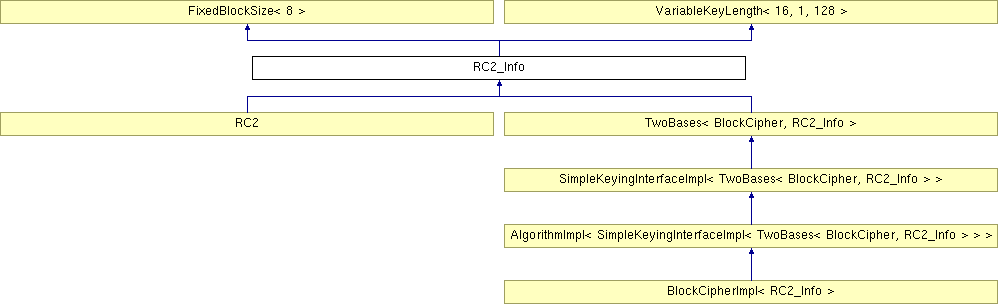 FixedBlockSize< 8 >
VariableKeyLength< 16, 1, 128 >
RC2_Info
RC2
TwoBases< BlockCipher, RC2_Info >
SimpleKeyingInterfaceImpl< TwoBases< BlockCipher, RC2_Info > >
AlgorithmImpl< SimpleKeyingInterfaceImpl< TwoBases< BlockCipher, RC2_Info > > >
BlockCipherImpl< RC2_Info >